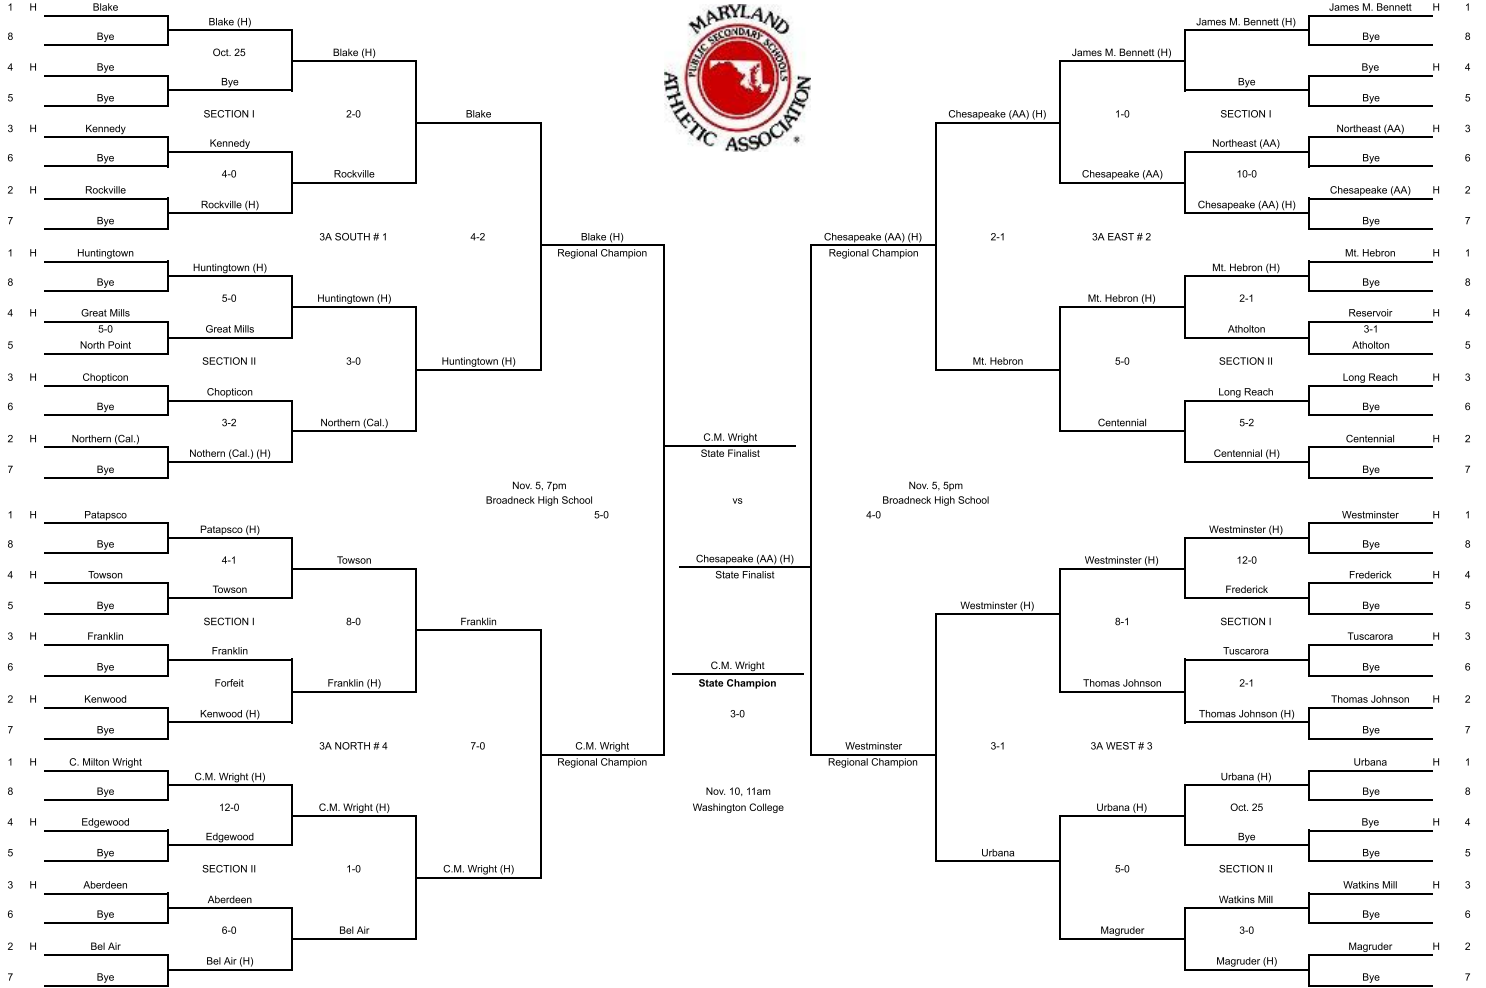 1 H Blake
8 Bye
Blake (H)
Oct. 25
4 H Bye
5 Bye
Bye
Blake (H)
SECTION I
2-0
3 H Kennedy
6 Bye
Kennedy
4-0
2 H Rockville
7 Bye
Rockville (H)
Rockville
Blake
3A SOUTH # 1
4-2
1 H Huntingtown
8 Bye
Huntingtown (H)
5-0
4 H Great Mills
5-0
5 North Point
Great Mills
Huntingtown (H)
SECTION II
3-0
3 H Chopticon
6 Bye
Chopticon
3-2
2 H Northern (Cal.)
7 Bye
Nothern (Cal.) (H)
Northern (Cal.)
Huntingtown (H)
Blake (H)
Regional Champion
1 H Patapsco
8 Bye
Patapsco (H)
4-1
4 H Towson
5 Bye
Towson
Towson
SECTION I
8-0
3 H Franklin
6 Bye
Franklin
Forfeit
2 H Kenwood
7 Bye
Kenwood (H)
Franklin (H)
Franklin
3A NORTH # 4
7-0
1 H C. Milton Wright
8 Bye
C.M. Wright (H)
12-0
4 H Edgewood
5 Bye
Edgewood
C.M. Wright (H)
SECTION II
1-0
3 H Aberdeen
6 Bye
Aberdeen
6-0
2 H Bel Air
7 Bye
Bel Air (H)
Bel Air
C.M. Wright (H)
C.M. Wright
Regional Champion
Nov. 5, 7pm
Broadneck High School
5-0
MARYLAND
PUBLIC SECONDARY SCHOOLS
ATHLETIC ASSOCIATION
®
C.M. Wright
State Finalist
vs
Chesapeake (AA) (H)
State Finalist
C.M. Wright
State Champion
3-0
Nov. 10, 11am
Washington College
Nov. 5, 5pm
Broadneck High School
4-0
James M. Bennett H 1
Bye 8
James M. Bennett (H)
Bye H 4
Bye 5
Bye
James M. Bennett (H)
SECTION I
1-0
Northeast (AA) H 3
Bye 6
Northeast (AA)
10-0
Chesapeake (AA) H 2
Bye 7
Chesapeake (AA) (H)
Chesapeake (AA)
Chesapeake (AA) (H)
3A EAST # 2
2-1
Mt. Hebron H 1
Bye 8
Mt. Hebron (H)
2-1
Reservoir H 4
3-1
Atholton 5
Atholton
Mt. Hebron (H)
SECTION II
5-0
Long Reach H 3
Bye 6
Long Reach
5-2
Centennial H 2
Bye 7
Centennial (H)
Centennial
Mt. Hebron
Chesapeake (AA) (H)
Regional Champion
Westminster H 1
Bye 8
Westminster (H)
12-0
Frederick H 4
Bye 5
Frederick
Westminster (H)
SECTION I
8-1
Tuscarora H 3
Bye 6
Tuscarora
2-1
Thomas Johnson H 2
Bye 7
Thomas Johnson (H)
Thomas Johnson
Westminster (H)
3A WEST # 3
3-1
Urbana H 1
Bye 8
Urbana (H)
Oct. 25
Bye H 4
Bye 5
Bye
Urbana (H)
SECTION II
5-0
Watkins Mill H 3
Bye 6
Watkins Mill
3-0
Magruder H 2
Bye 7
Magruder (H)
Magruder
Urbana
Westminster
Regional Champion